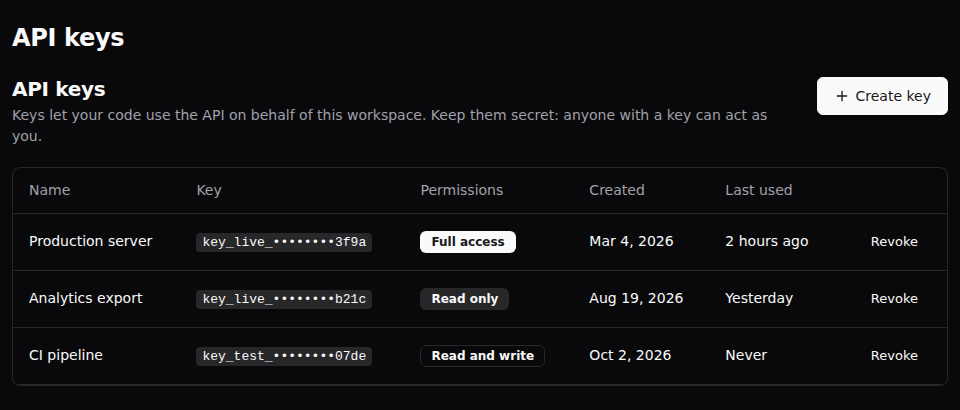 API keys
API keys
Keys let your code use the API on behalf of this workspace. Keep them secret: anyone with a key can act as
you.
Create key
Name Key Permissions Created Last used
Production server key_live_••••••••3f9a Full access Mar 4, 2026 2 hours ago Revoke
Analytics export key_live_••••••••b21c Read only Aug 19, 2026 Yesterday Revoke
CI pipeline key_test_••••••••07de Read and write Oct 2, 2026 Never Revoke